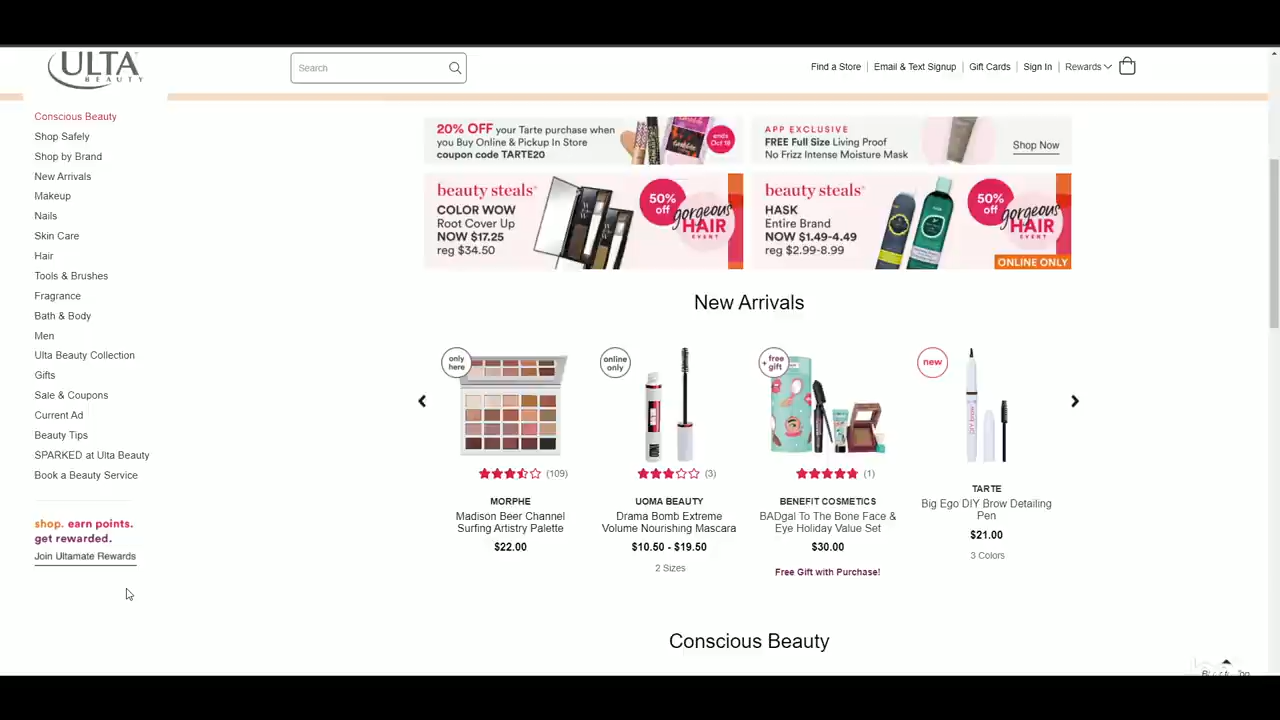 ULTA
BEAUTY
Search
Find a Store
Email & Text Signup
Gift Cards
Sign In
Rewards
Conscious Beauty
Shop Safely
Shop by Brand
New Arrivals
Makeup
Nails
Skin Care
Hair
Tools & Brushes
Fragrance
Bath & Body
Men
Ulta Beauty Collection
Gifts
Sale & Coupons
Current Ad
Beauty Tips
SPARKED at Ulta Beauty
Book a Beauty Service
shop. earn points.
get rewarded.
Join Ultamate Rewards
20% OFF your Tarte purchase when
you Buy Online & Pickup In Store
coupon code TARTE20
ends
Oct 18
APP EXCLUSIVE
FREE Full Size Living Proof
No Frizz Intense Moisture Mask
Shop Now
beauty steals
COLOR WOW
Root Cover Up
NOW $17.25
reg $34.50
50%
off
gorgeous
HAIR
EVENT
beauty steals
HASK
Entire Brand
NOW $1.49-4.49
reg $2.99-8.99
50%
off
gorgeous
HAIR
EVENT
ONLINE ONLY
New Arrivals
only
here
(109)
MORPHE
Madison Beer Channel
Surfing Artistry Palette
$22.00
online
only
(3)
UOMA BEAUTY
Drama Bomb Extreme
Volume Nourishing Mascara
$10.50 - $19.50
2 Sizes
+ free
gift
(1)
BENEFIT COSMETICS
BADgal To The Bone Face &
Eye Holiday Value Set
$30.00
Free Gift with Purchase!
new
DIY brow
TARTE
Big Ego DIY Brow Detailing
Pen
$21.00
3 Colors
Conscious Beauty